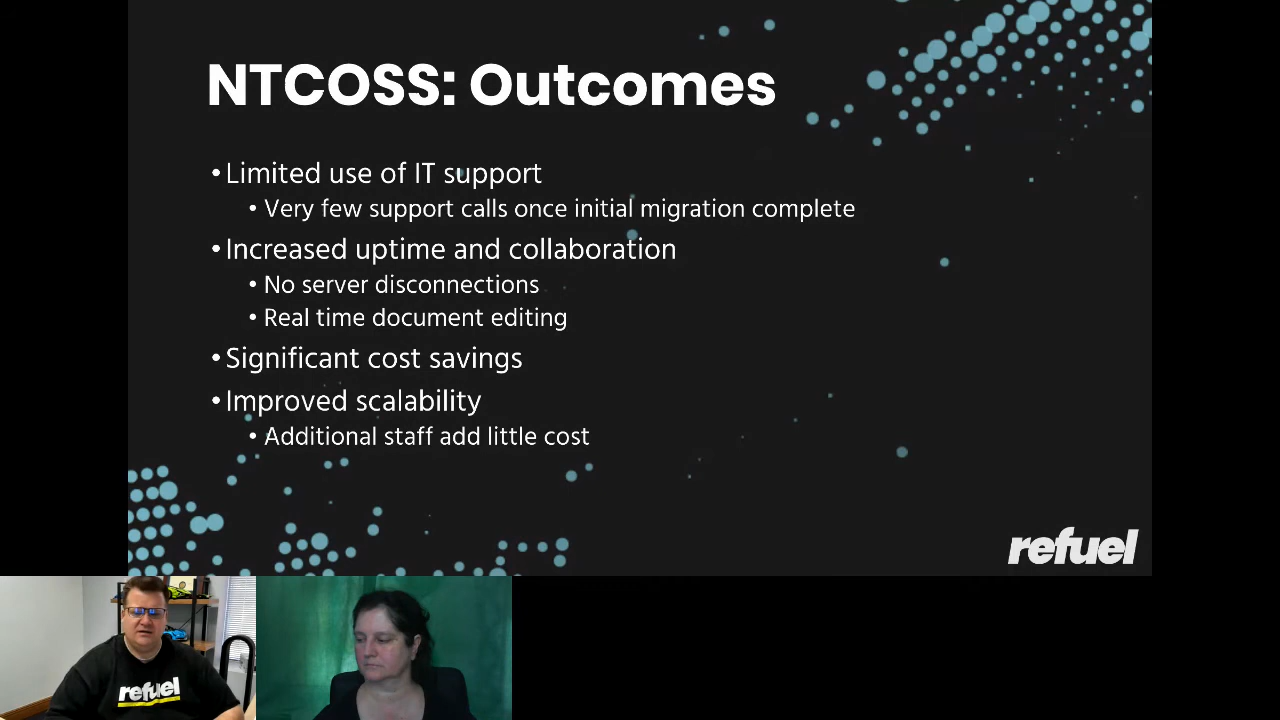 NTCOSS: Outcomes
• Limited use of IT support
• Very few support calls once initial migration complete
• Increased uptime and collaboration
• No server disconnections
• Real time document editing
• Significant cost savings
• Improved scalability
• Additional staff add little cost
refuel
refuel